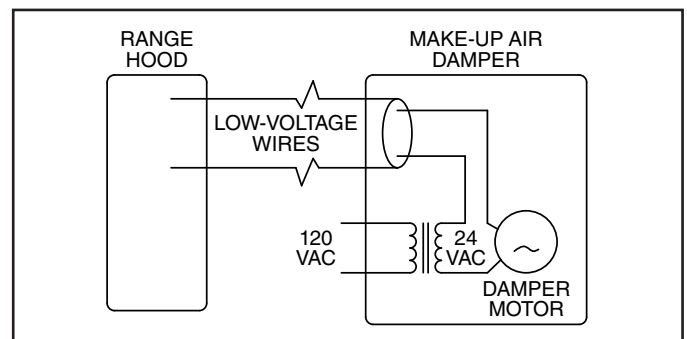 RANGE
HOOD
MAKE-UP AIR
DAMPER
LOW-VOLTAGE
WIRES
120
VAC
24
VAC
DAMPER
MOTOR